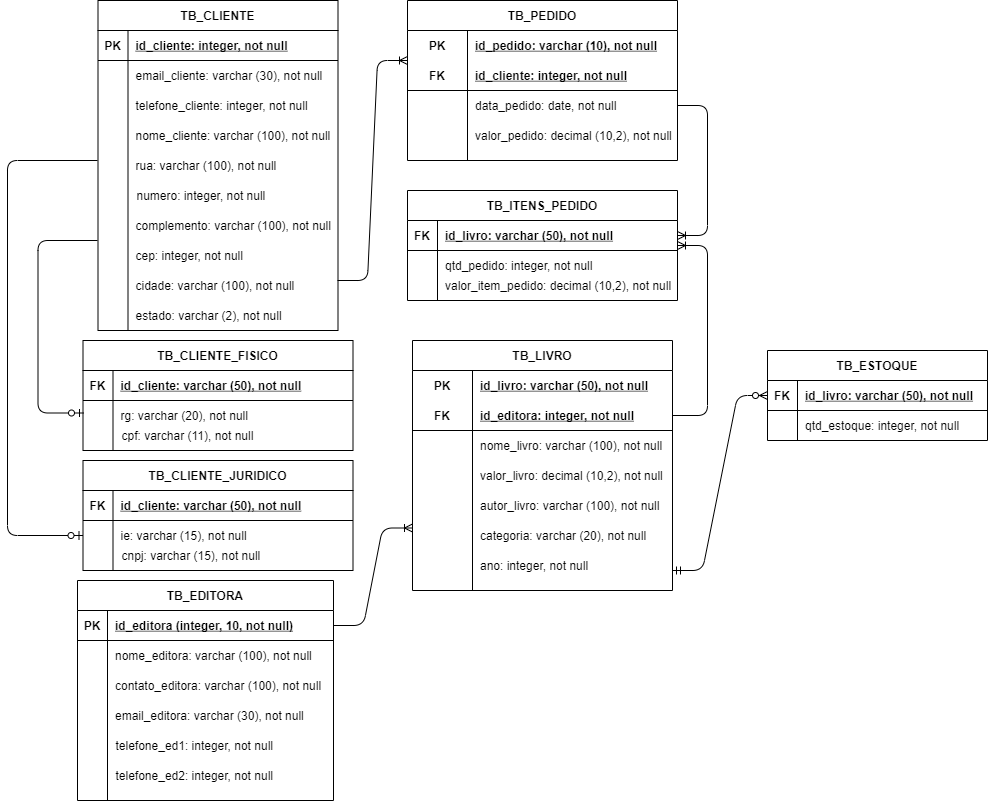 TB_CLIENTE
PK id_cliente: integer, not null
email_cliente: varchar (30), not null
telefone_cliente: integer, not null
nome_cliente: varchar (100), not null
rua: varchar (100), not null
numero: integer, not null
complemento: varchar (100), not null
cep: integer, not null
cidade: varchar (100), not null
estado: varchar (2), not null
TB_PEDIDO
PK id_pedido: varchar (10), not null
FK id_cliente: integer, not null
data_pedido: date, not null
valor_pedido: decimal (10,2), not null
TB_ITENS_PEDIDO
FK id_livro: varchar (50), not null
qtd_pedido: integer, not null
valor_item_pedido: decimal (10,2), not null
TB_CLIENTE_FISICO
FK id_cliente: varchar (50), not null
rg: varchar (20), not null
cpf: varchar (11), not null
TB_CLIENTE_JURIDICO
FK id_cliente: varchar (50), not null
ie: varchar (15), not null
cnpj: varchar (15), not null
TB_LIVRO
PK id_livro: varchar (50), not null
FK id_editora: integer, not null
nome_livro: varchar (100), not null
valor_livro: decimal (10,2), not null
autor_livro: varchar (100), not null
categoria: varchar (20), not null
ano: integer, not null
TB_ESTOQUE
FK id_livro: varchar (50), not null
qtd_estoque: integer, not null
TB_EDITORA
PK id_editora (integer, 10, not null)
nome_editora: varchar (100), not null
contato_editora: varchar (100), not null
email_editora: varchar (30), not null
telefone_ed1: integer, not null
telefone_ed2: integer, not null